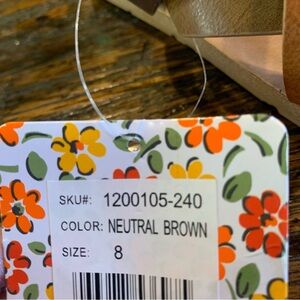 SKU#: 1200105-240
COLOR: NEUTRAL BROWN
SIZE: 8